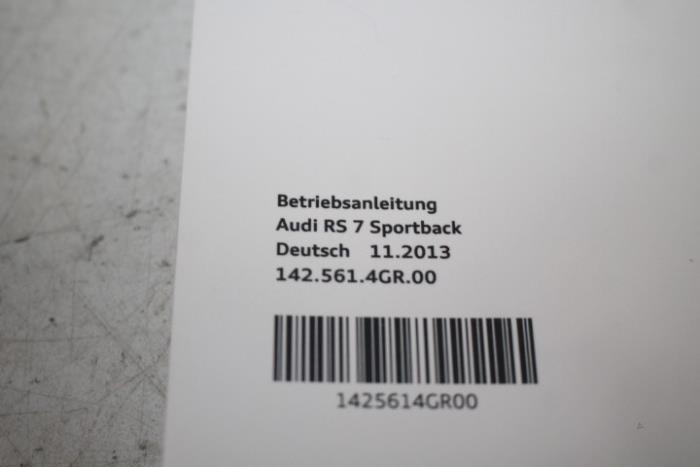 Betriebsanleitung
Audi RS 7 Sportback
Deutsch 11.2013
142.561.4GR.00
1425614GR00